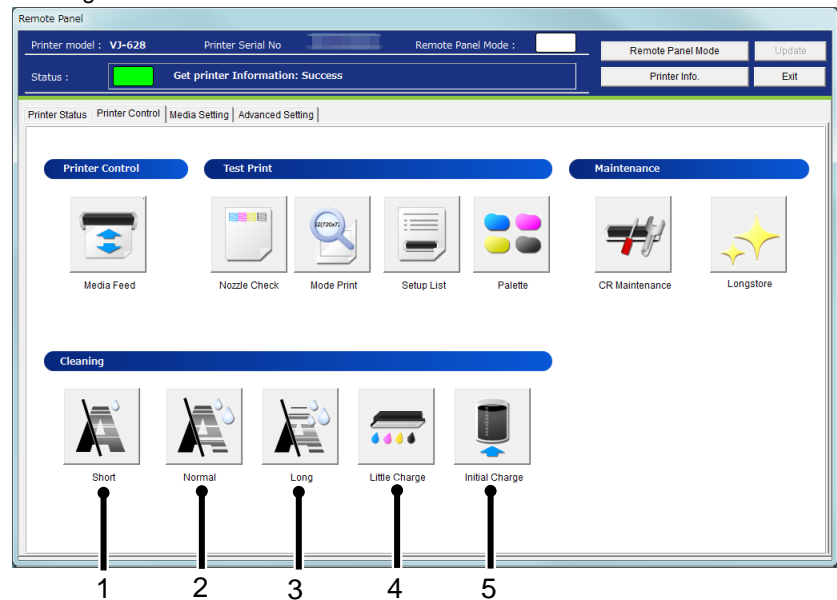 Remote Panel
Printer model : VJ-628 Printer Serial No Remote Panel Mode :
Remote Panel Mode Update
Status : Get printer Information: Success
Printer Info. Exit
Printer Status Printer Control Media Setting Advanced Setting
Printer Control Test Print Maintenance
Media Feed Nozzle Check Mode Print Setup List Palette CR Maintenance Longstore
Cleaning
Short Normal Long Little Charge Initial Charge
1 2 3 4 5